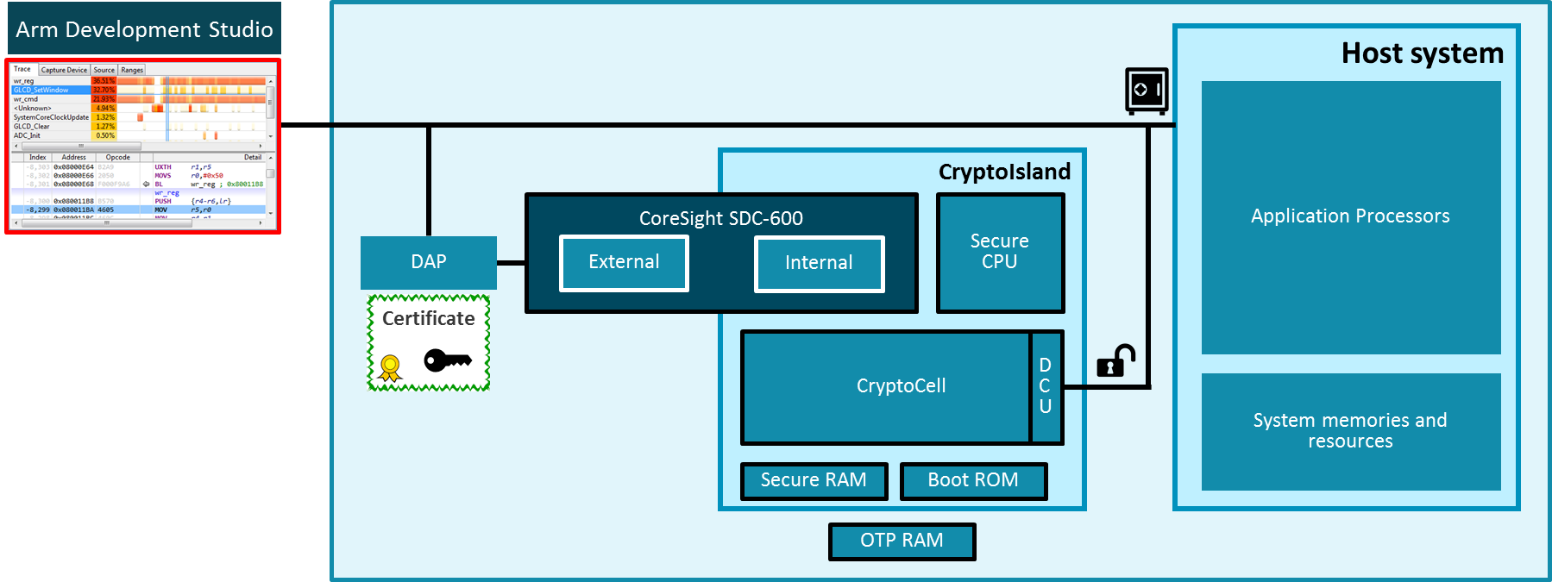 Arm Development Studio
Trace Capture Device Source Ranges
wr_reg 38.51%
GLCD_SetWindow 32.70%
wr_cmd 21.93%
<Unknown> 4.94%
SystemCoreClockUpdate 1.32%
GLCD_Clear 1.27%
ADC_Init 0.50%
Index Address Opcode Detail
-8,303 0x08000E64 B2A9 UXTH r1,r5
-8,302 0x08000E66 2050 MOVS r0,#0x50
-8,301 0x08000E68 F000F9A6 BL wr_reg ; 0x080011B8
wr_reg
-8,300 0x080011B8 B570 PUSH {r4-r6,lr}
-8,299 0x080011BA 4605 MOV r5,r0
Host system
Application Processors
System memories and
resources
CryptoIsland
CoreSight SDC-600
External
Internal
Secure
CPU
DAP
Certificate
CryptoCell
D
C
U
Secure RAM
Boot ROM
OTP RAM